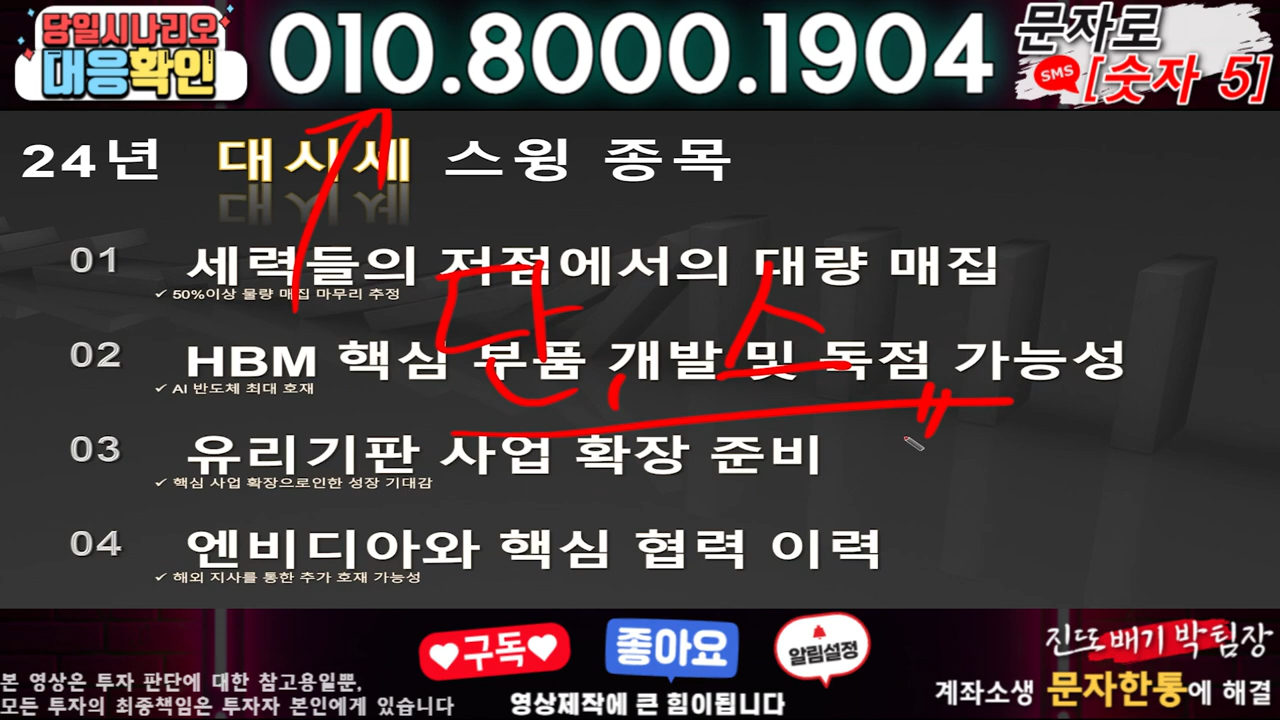 당일시나리오
대응확인
010.8000.1904
문자로
SMS
[숫자 5]
24년 대시세 스윙 종목
01 세력들의 저점에서의 대량 매집
✓ 50%이상 물량 매집 마무리 추정
단, 스
02 HBM 핵심 부품 개발 및 독점 가능성
✓ AI 반도체 최대 호재
03 유리기판 사업 확장 준비
✓ 핵심 사업 확장으로인한 성장 기대감
04 엔비디아와 핵심 협력 이력
✓ 해외 지사를 통한 추가 호재 가능성
구독
좋아요
알림설정
영상제작에 큰 힘이됩니다
본 영상은 투자 판단에 대한 참고용일뿐,
모든 투자의 최종책임은 투자자 본인에게 있습니다
진또배기 박팀장
계좌소생 문자한통에 해결